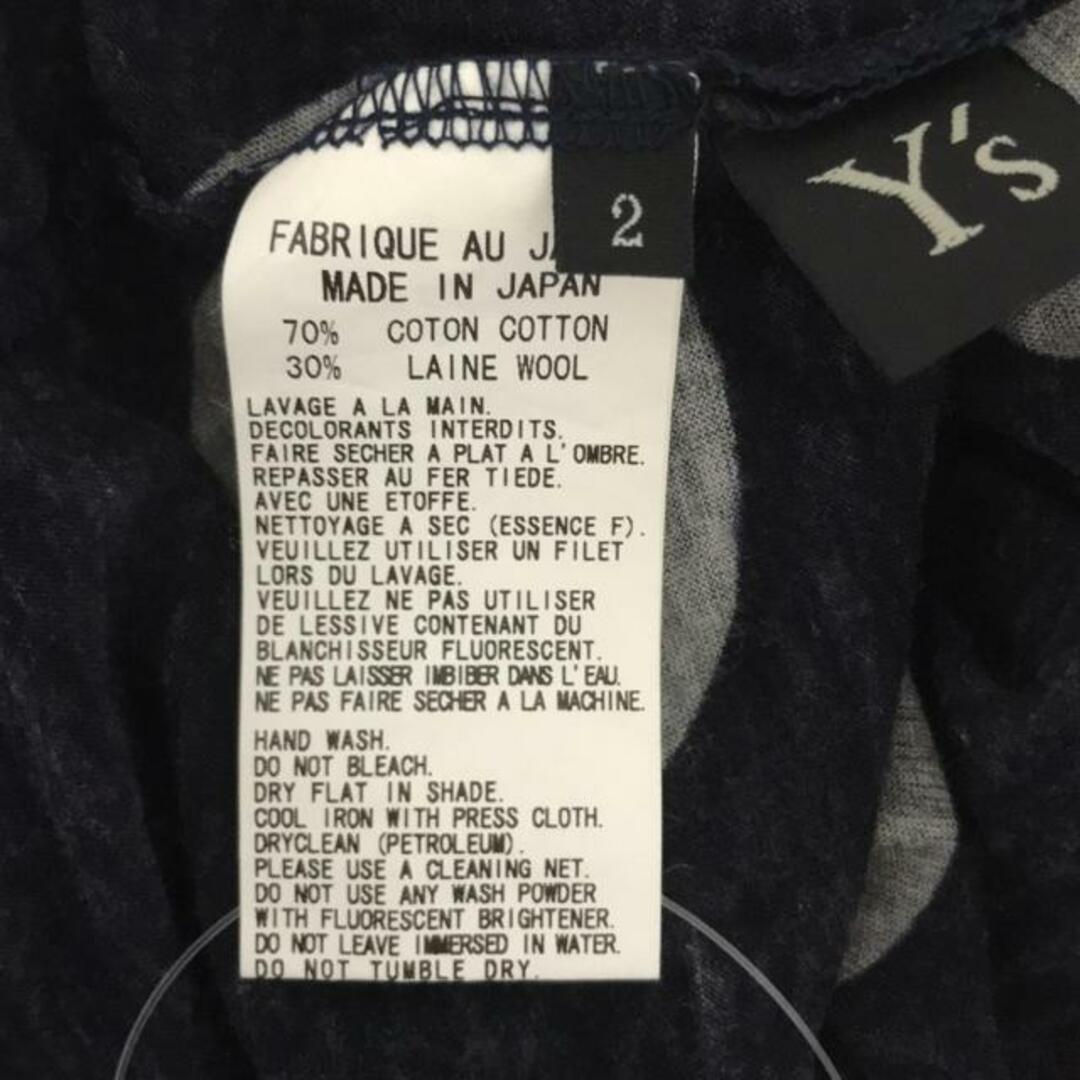 Y's
2
FABRIQUE AU
MADE IN JAPAN
70% COTON COTTON
30% LAINE WOOL
LAVAGE A LA MAIN.
DECOLORANTS INTERDITS.
FAIRE SECHER A PLAT A L'OMBRE.
REPASSER AU FER TIEDE.
AVEC UNE ETOFFE.
NETTOYAGE A SEC (ESSENCE F).
VEUILLEZ UTILISER UN FILET
LORS DU LAVAGE.
VEUILLEZ NE PAS UTILISER
DE LESSIVE CONTENANT DU
BLANCHISSEUR FLUORESCENT.
NE PAS LAISSER IMBIBER DANS L'EAU.
NE PAS FAIRE SECHER A LA MACHINE.
HAND WASH.
DO NOT BLEACH.
DRY FLAT IN SHADE.
COOL IRON WITH PRESS CLOTH.
DRYCLEAN (PETROLEUM).
PLEASE USE A CLEANING NET.
DO NOT USE ANY WASH POWDER
WITH FLUORESCENT BRIGHTENER.
DO NOT LEAVE IMMERSED IN WATER.
DO NOT TUMBLE DRY.